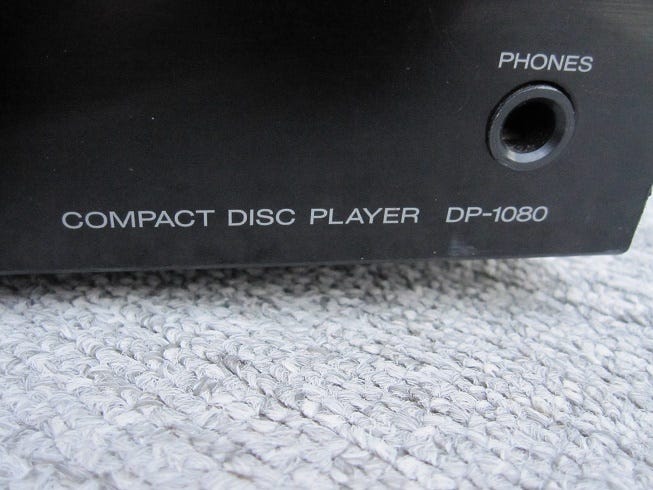 PHONES
COMPACT DISC PLAYER DP-1080